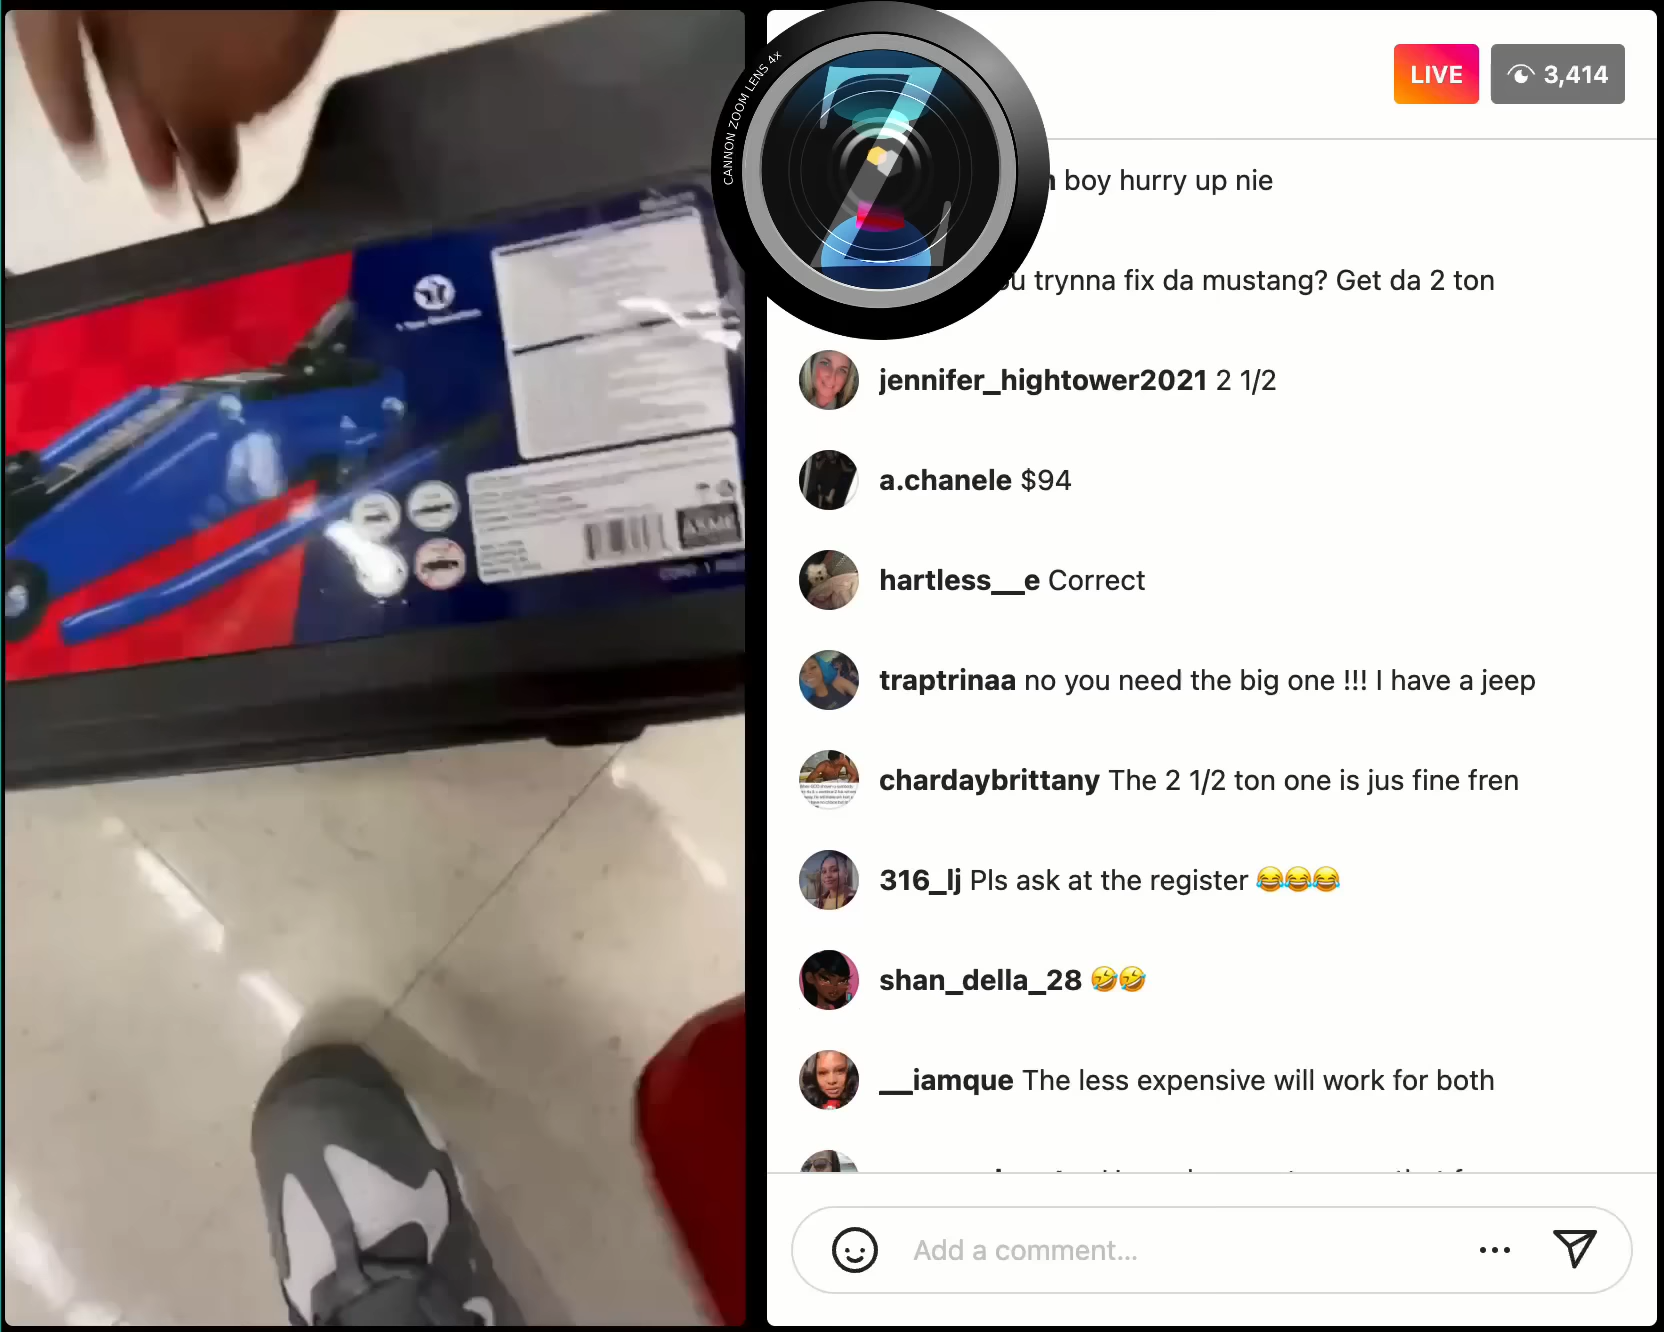 CANNON ZOOM LENS 4x
Z
LIVE
3,414
boy hurry up nie
trynna fix da mustang? Get da 2 ton
jennifer_hightower2021 2 1/2
a.chanele $94
hartless__e Correct
traptrinaa no you need the big one !!! I have a jeep
chardaybrittany The 2 1/2 ton one is jus fine fren
316_lj Pls ask at the register 😂😂😂
shan_della_28 🤣🤣
__iamque The less expensive will work for both
Add a comment...